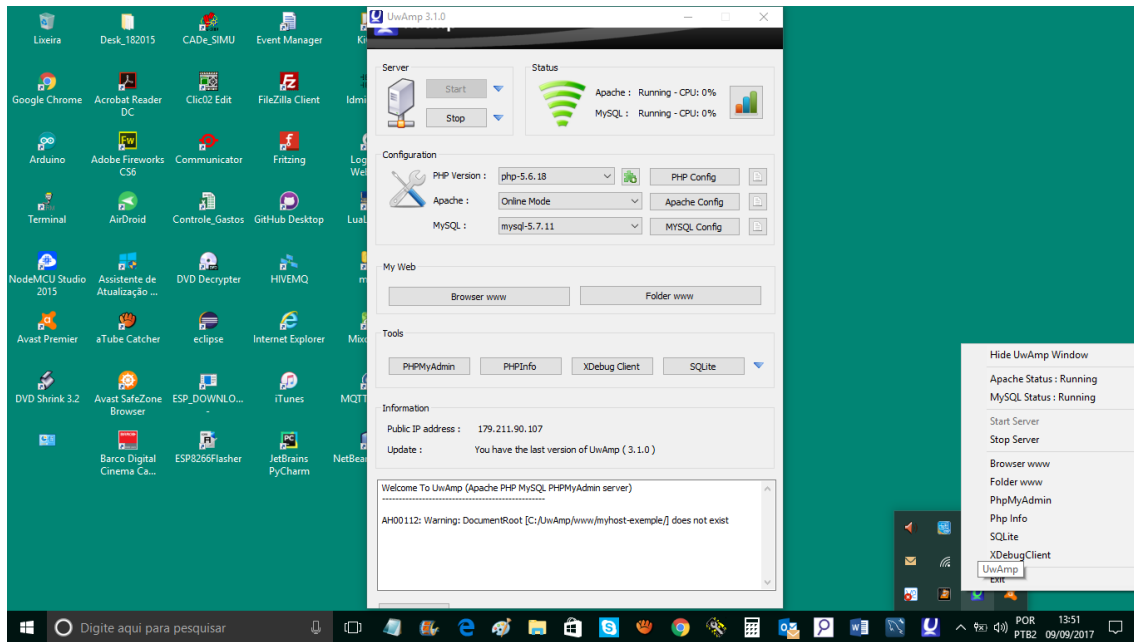 Lixeira
Desk_182015
CADe_SIMU
Event Manager
Google Chrome
Acrobat Reader
DC
Clic02 Edit
FileZilla Client
Arduino
Adobe Fireworks
CS6
Communicator
Fritzing
Terminal
AirDroid
Controle_Gastos
GitHub Desktop
NodeMCU Studio
2015
Assistente de
Atualização ...
DVD Decrypter
HIVEMQ
Avast Premier
aTube Catcher
eclipse
Internet Explorer
DVD Shrink 3.2
Avast SafeZone
Browser
ESP_DOWNLO...
-
iTunes
MQTT
Barco Digital
Cinema Ca...
ESP8266Flasher
JetBrains
PyCharm
NetBea
UwAmp 3.1.0
Server
Start
Stop
Status
Apache : Running - CPU: 0%
MySQL : Running - CPU: 0%
Configuration
PHP Version : php-5.6.18 PHP Config
Apache : Online Mode Apache Config
MySQL : mysql-5.7.11 MYSQL Config
My Web
Browser www Folder www
Tools
PHPMyAdmin PHPInfo XDebug Client SQLite
Information
Public IP address : 179.211.90.107
Update : You have the last version of UwAmp ( 3.1.0 )
Welcome To UwAmp (Apache PHP MySQL PHPMyAdmin server)
--------------------------------------------------
AH00112: Warning: DocumentRoot [C:/UwAmp/www/myhost-exemple/] does not exist
Hide UwAmp Window
Apache Status : Running
MySQL Status : Running
Start Server
Stop Server
Browser www
Folder www
PhpMyAdmin
Php Info
SQLite
XDebugClient
UwAmp
Exit
Digite aqui para pesquisar
POR
PTB2
13:51
09/09/2017